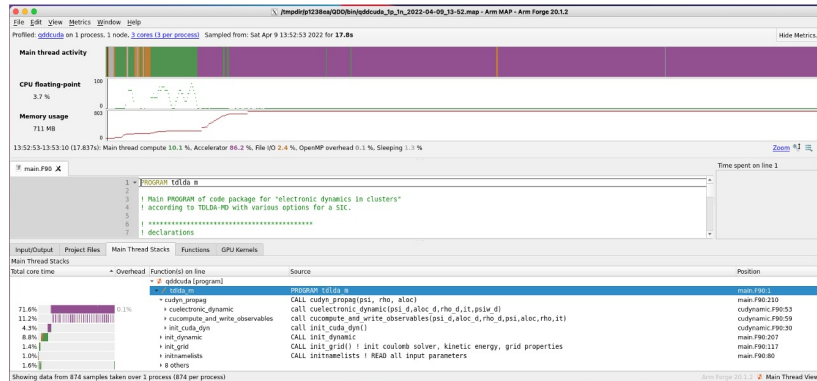 /tmpdir/p1238ea/QDD/bin/qddcuda_1p_1n_2022-04-09_13-52.map - Arm MAP - Arm Forge 20.1.2
File Edit View Metrics Window Help
Profiled: qddcuda on 1 process, 1 node, 3 cores (3 per process) Sampled from: Sat Apr 9 13:52:53 2022 for 17.8s Hide Metrics...
Main thread activity
CPU floating-point 100
3.7 % 0
Memory usage 803
711 MB 0
13:52:53-13:53:10 (17.837s): Main thread compute 10.1 %, Accelerator 86.2 %, File I/O 2.4 %, OpenMP overhead 0.1 %, Sleeping 1.3 % Zoom
main.F90 Time spent on line 1
1 PROGRAM tdlda_m
2
3 ! Main PROGRAM of code package for "electronic dynamics in clusters"
4 ! according to TDLDA-MD with various options for a SIC.
5
6 ! *****************************************
7 ! declarations
Input/Output Project Files Main Thread Stacks Functions GPU Kernels
Main Thread Stacks
Total core time Overhead Function(s) on line Source Position
qddcuda [program]
tdlda_m PROGRAM tdlda_m main.F90:1
cudyn_propag CALL cudyn_propag(psi, rho, aloc) main.F90:210
71.6% 0.1% cuelectronic_dynamic call cuelectronic_dynamic(psi_d,aloc_d,rho_d,it,psiw_d) cudynamic.F90:53
11.2% cucompute_and_write_observables call cucompute_and_write_observables(psi_d,aloc_d,rho_d,psi,aloc,rho,it) cudynamic.F90:59
4.3% init_cuda_dyn call init_cuda_dyn() cudynamic.F90:30
8.8% init_dynamic CALL init_dynamic main.F90:207
1.4% init_grid CALL init_grid() ! init coulomb solver, kinetic energy, grid properties main.F90:117
1.0% initnamelists CALL initnamelists ! READ all input parameters main.F90:80
1.6% 8 others
Showing data from 874 samples taken over 1 process (874 per process) Arm Forge 20.1.2 Main Thread View